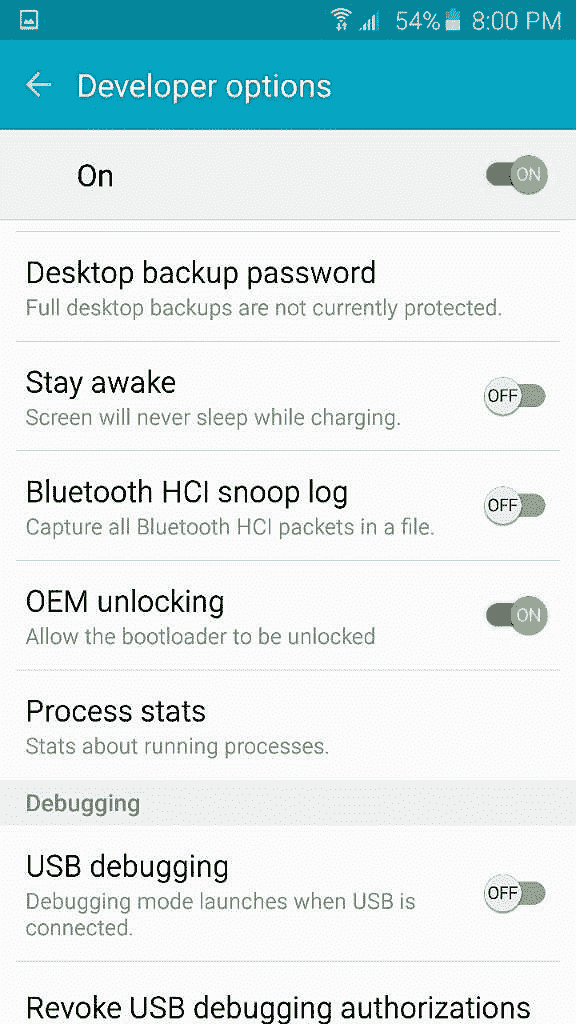 54% 8:00 PM
Developer options
On ON
Desktop backup password
Full desktop backups are not currently protected.
Stay awake
Screen will never sleep while charging.
OFF
Bluetooth HCI snoop log
Capture all Bluetooth HCI packets in a file.
OFF
OEM unlocking
Allow the bootloader to be unlocked
ON
Process stats
Stats about running processes.
Debugging
USB debugging
Debugging mode launches when USB is
connected.
OFF
Revoke USB debugging authorizations